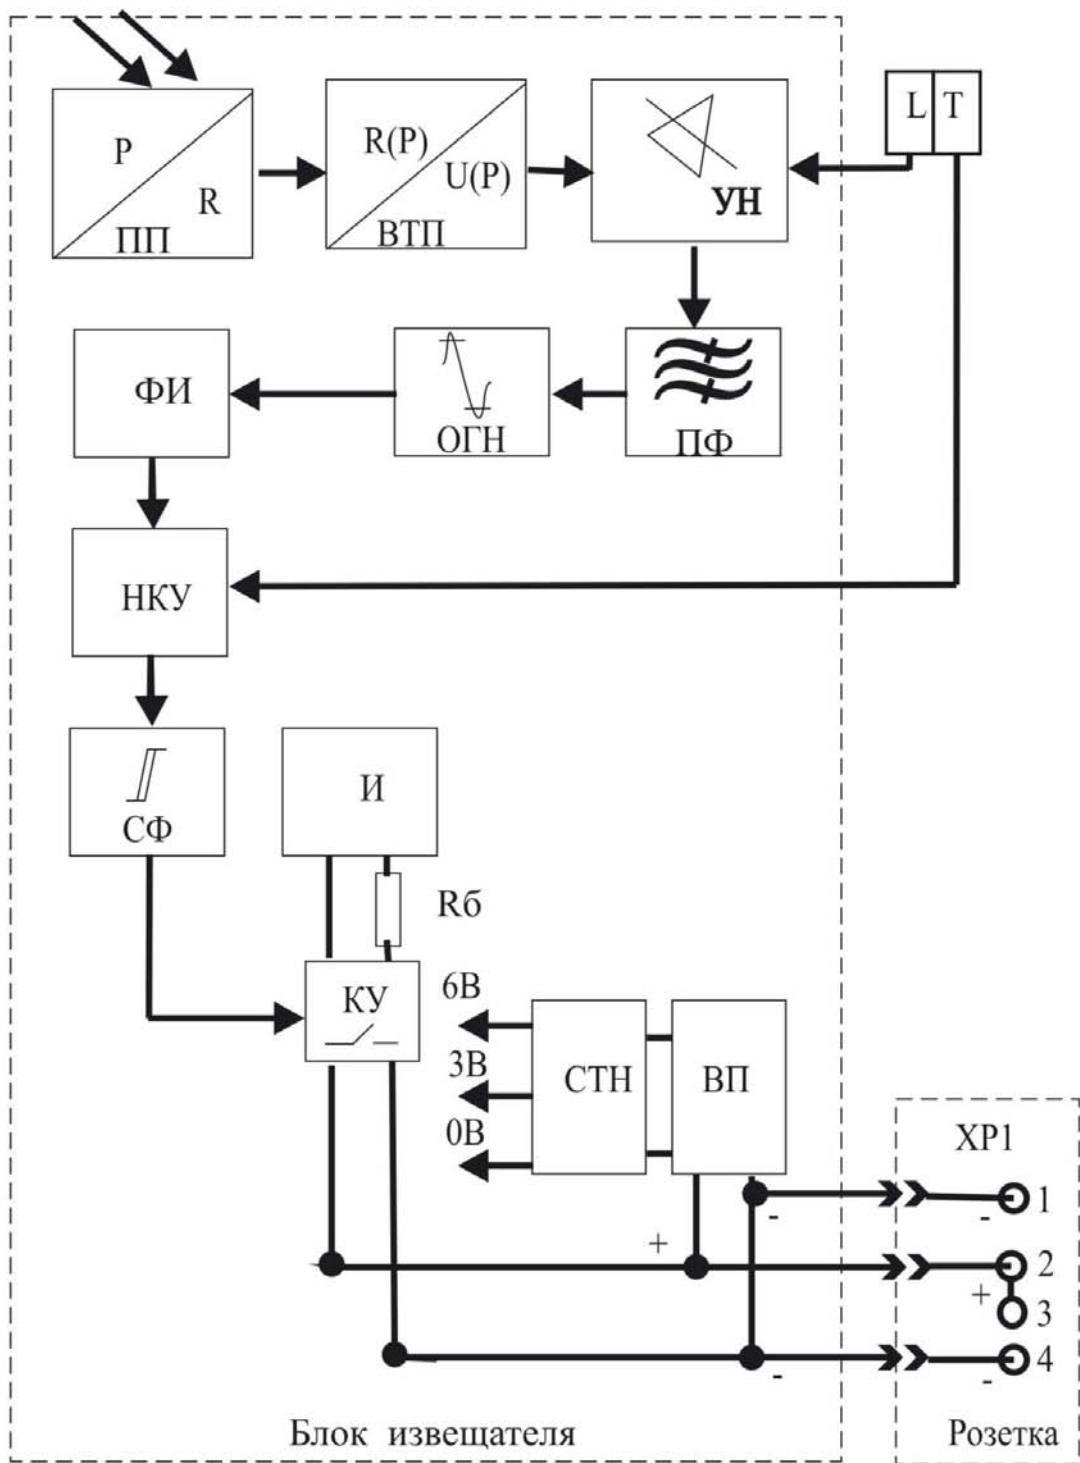 P
R
ПП
R(P)
U(P)
ВТП
УН
L T
ФИ
ОГН
ПФ
НКУ
СФ
И
Rб
КУ
6В
3В
0В
СТН
ВП
XP1
-
-
1
+
2
+
3
-
-
4
Блок извещателя
Розетка